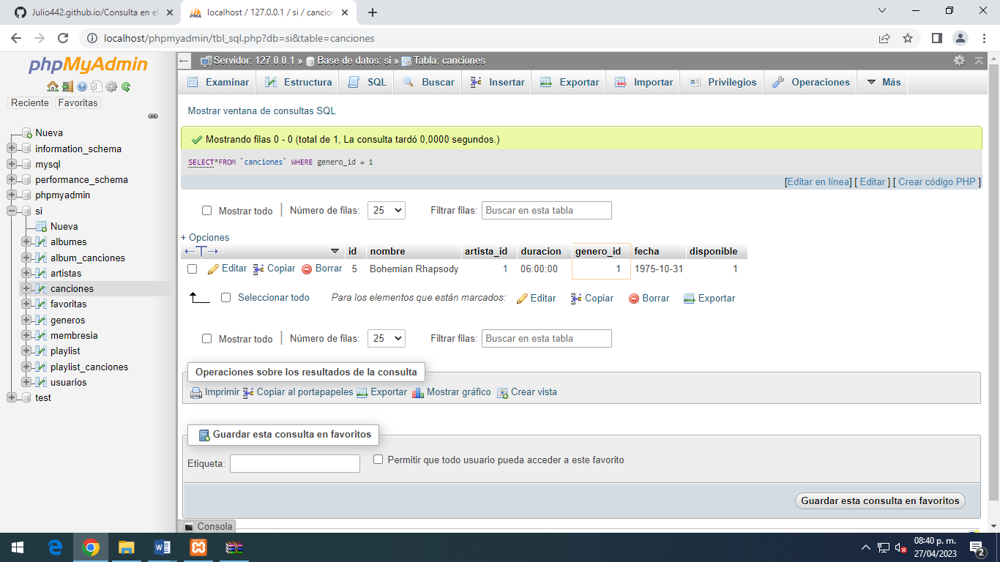 Julio442.github.io/Consulta en el
localhost / 127.0.0.1 / si / cancion
localhost/phpmyadmin/tbl_sql.php?db=si&table=canciones
phpMyAdmin
Reciente Favoritas
Nueva
information_schema
mysql
performance_schema
phpmyadmin
si
Nueva
albumes
album_canciones
artistas
canciones
favoritas
generos
membresia
playlist
playlist_canciones
usuarios
test
Servidor: 127.0.0.1 » Base de datos: si » Tabla: canciones
Examinar Estructura SQL Buscar Insertar Exportar Importar Privilegios Operaciones Más
Mostrar ventana de consultas SQL
Mostrando filas 0 - 0 (total de 1, La consulta tardó 0,0000 segundos.)
SELECT*FROM `canciones` WHERE genero_id = 1
[Editar en línea] [ Editar ] [ Crear código PHP ]
Mostrar todo Número de filas: 25 Filtrar filas: Buscar en esta tabla
+ Opciones
id nombre artista_id duracion genero_id fecha disponible
Editar Copiar Borrar 5 Bohemian Rhapsody 1 06:00:00 1 1975-10-31 1
Seleccionar todo Para los elementos que están marcados: Editar Copiar Borrar Exportar
Mostrar todo Número de filas: 25 Filtrar filas: Buscar en esta tabla
Operaciones sobre los resultados de la consulta
Imprimir Copiar al portapapeles Exportar Mostrar gráfico Crear vista
Guardar esta consulta en favoritos
Etiqueta: Permitir que todo usuario pueda acceder a este favorito
Guardar esta consulta en favoritos
Consola
08:40 p. m.
27/04/2023
2